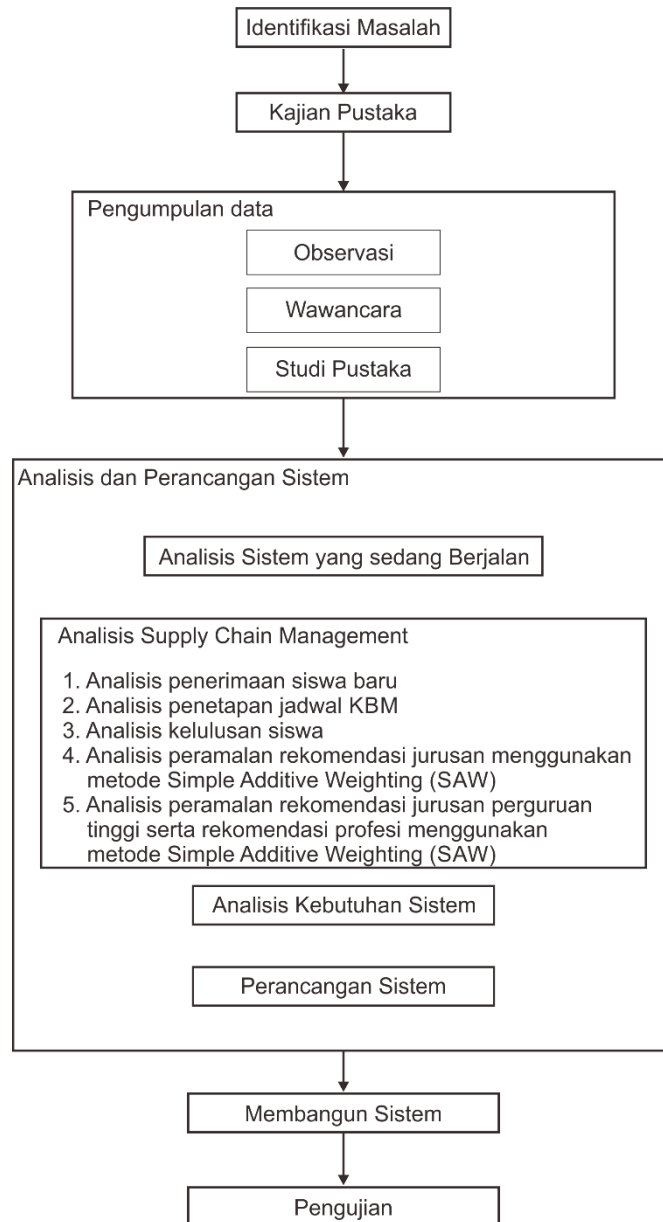 Identifikasi Masalah
Kajian Pustaka
Pengumpulan data
Observasi
Wawancara
Studi Pustaka
Analisis dan Perancangan Sistem
Analisis Sistem yang sedang Berjalan
Analisis Supply Chain Management
1. Analisis penerimaan siswa baru
2. Analisis penetapan jadwal KBM
3. Analisis kelulusan siswa
4. Analisis peramalan rekomendasi jurusan menggunakan
metode Simple Additive Weighting (SAW)
5. Analisis peramalan rekomendasi jurusan perguruan
tinggi serta rekomendasi profesi menggunakan
metode Simple Additive Weighting (SAW)
Analisis Kebutuhan Sistem
Perancangan Sistem
Membangun Sistem
Pengujian